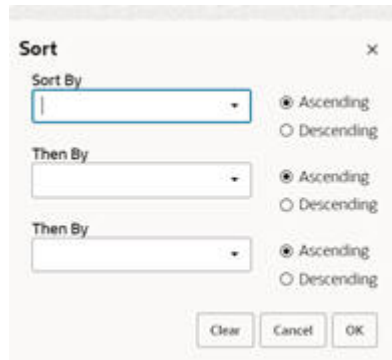 Sort
Sort By
Ascending
Descending
Then By
Ascending
Descending
Then By
Ascending
Descending
Clear Cancel OK